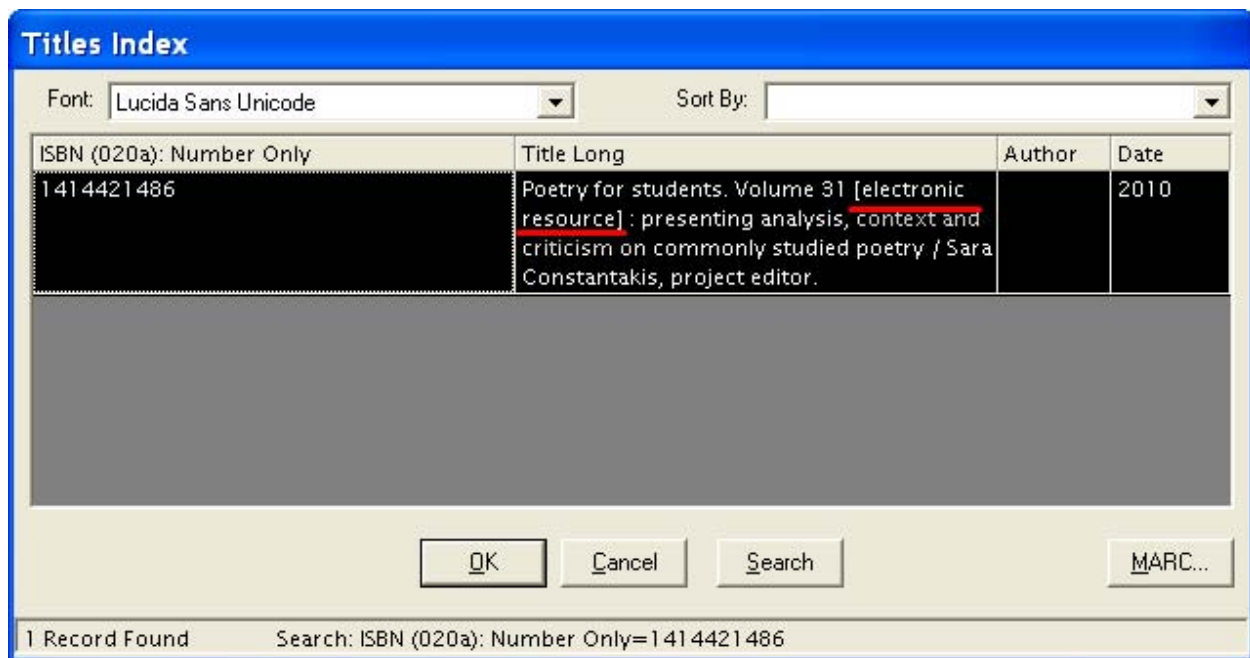 Titles Index
Font: Lucida Sans Unicode Sort By:
ISBN (020a): Number Only Title Long Author Date
1414421486 Poetry for students. Volume 31 [electronic 2010
resource] : presenting analysis, context and
criticism on commonly studied poetry / Sara
Constantakis, project editor.
OK Cancel Search MARC...
1 Record Found Search: ISBN (020a): Number Only=1414421486